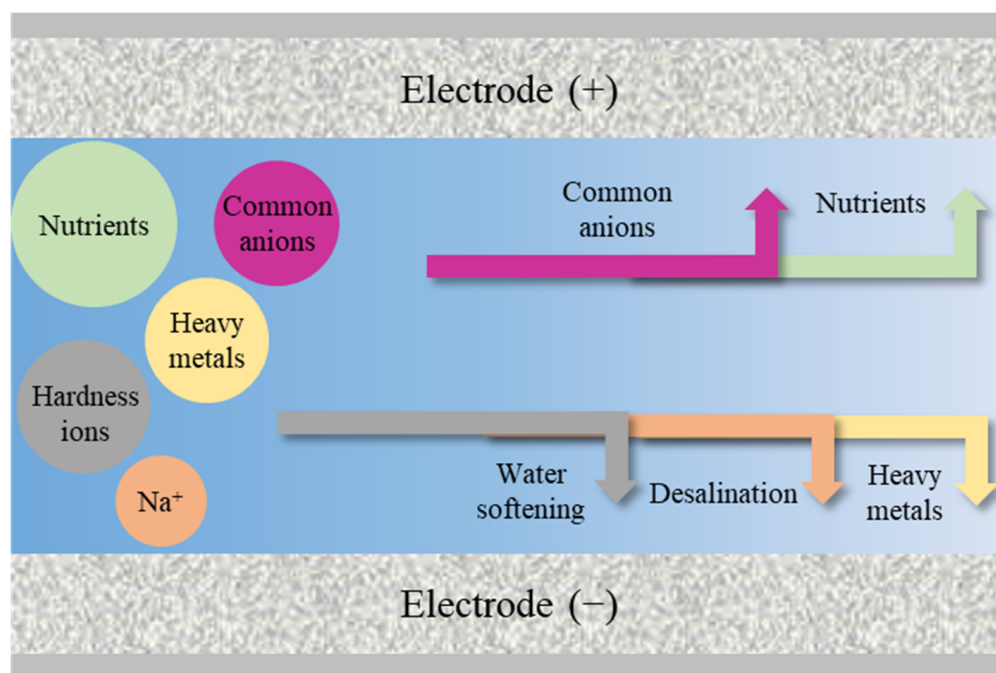 Electrode (+)
Nutrients
Common
anions
Heavy
metals
Hardness
ions
Na⁺
Common
anions
Nutrients
Water
softening
Desalination
Heavy
metals
Electrode (−)